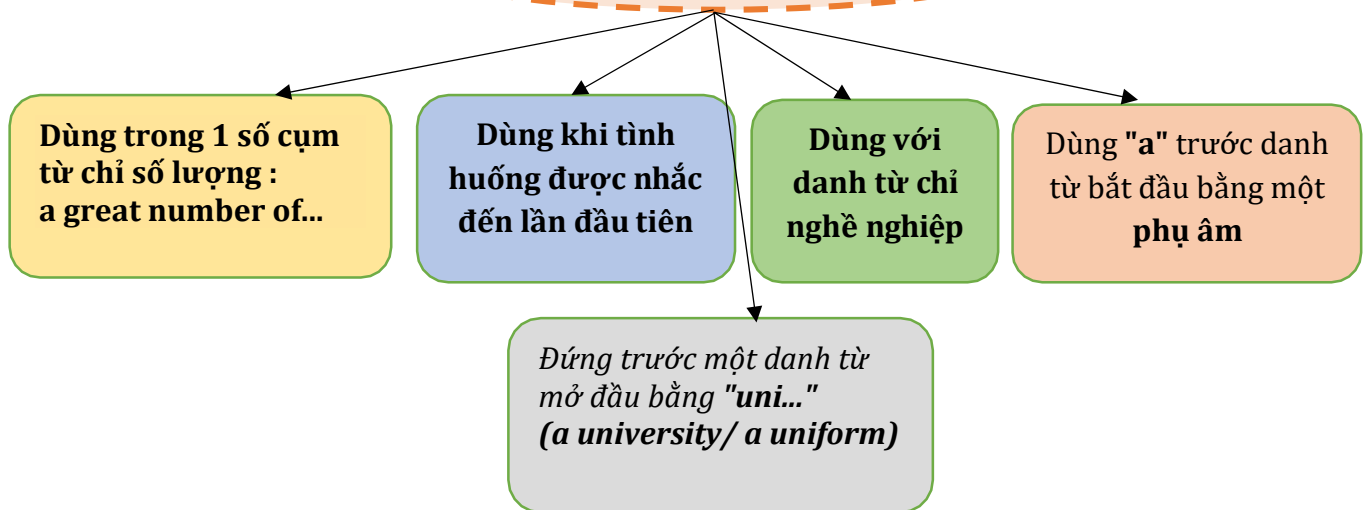 Dùng trong 1 số cụm
từ chỉ số lượng :
a great number of...
Dùng khi tình
huống được nhắc
đến lần đầu tiên
Dùng với
danh từ chỉ
nghề nghiệp
Dùng "a" trước danh
từ bắt đầu bằng một
phụ âm
Đứng trước một danh từ
mở đầu bằng "uni..."
(a university/ a uniform)